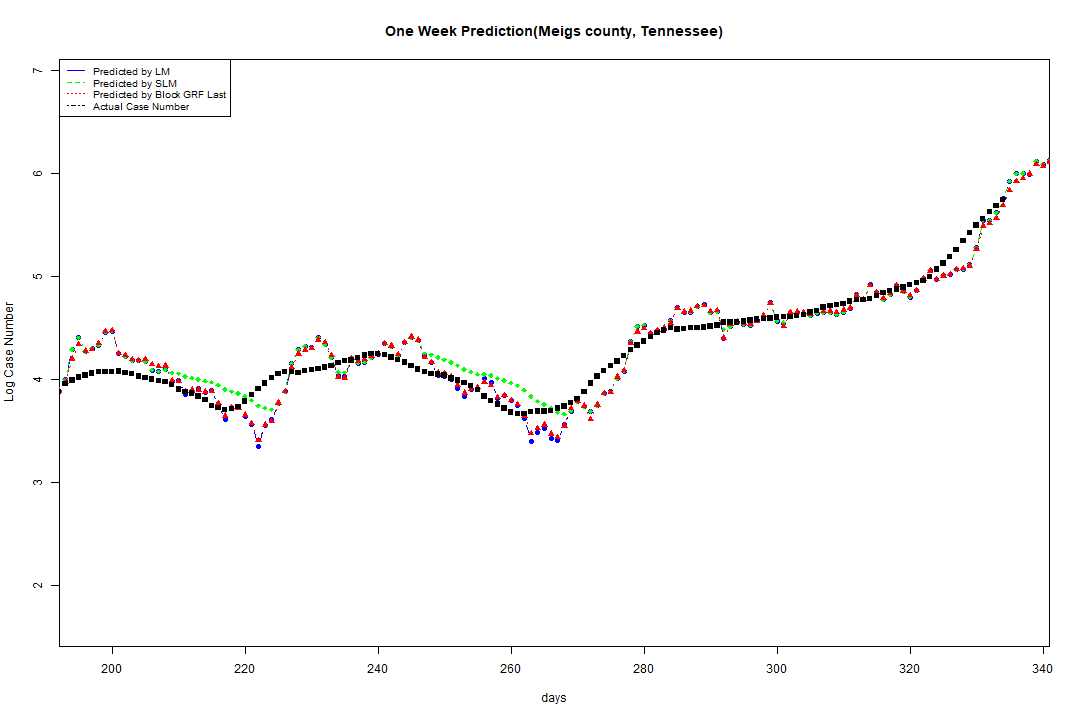 One Week Prediction(Meigs county, Tennessee)
Predicted by LM
Predicted by SLM
Predicted by Block GRF Last
Actual Case Number
7
6
5
4
3
2
Log Case Number
200 220 240 260 280 300 320 340
days